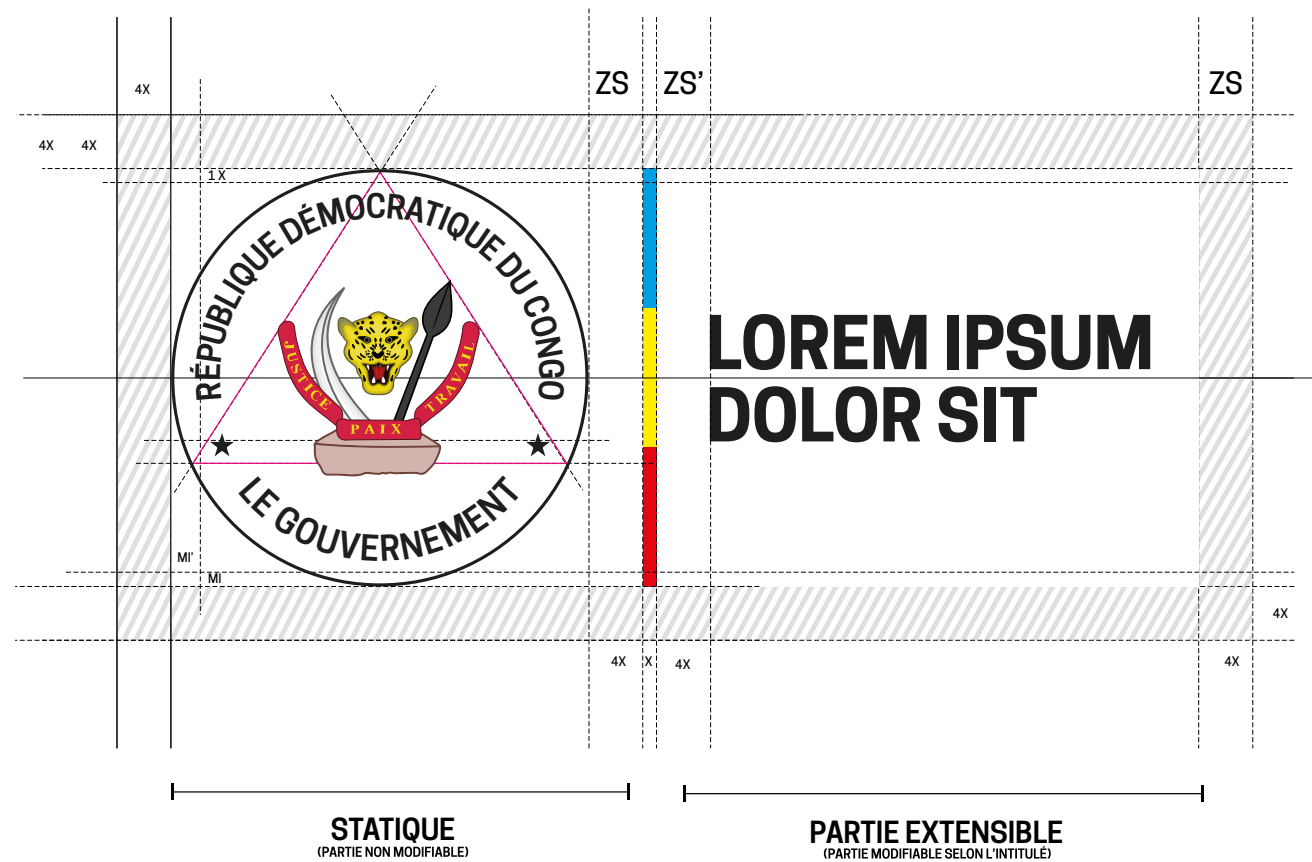 ZS
ZS’
ZS
4X
4X
4X
1 X
RÉPUBLIQUE DÉMOCRATIQUE DU CONGO
JUSTICE
PAIX
TRAVAIL
LE GOUVERNEMENT
LOREM IPSUM
DOLOR SIT
MI’
MI
4X
4X
X
4X
4X
STATIQUE
(PARTIE NON MODIFIABLE)
PARTIE EXTENSIBLE
(PARTIE MODIFIABLE SELON L’INTITULÉ)